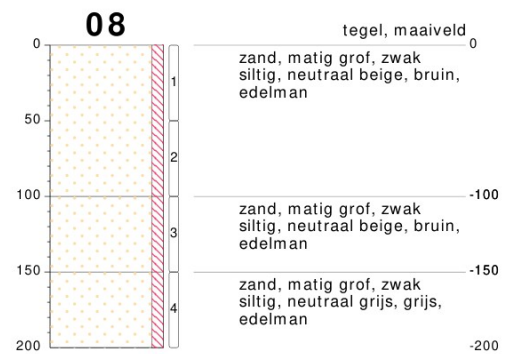 08
tegel, maaiveld
0
0
zand, matig grof, zwak
siltig, neutraal beige, bruin,
edelman
1
50
2
100
-100
zand, matig grof, zwak
siltig, neutraal beige, bruin,
edelman
3
150
-150
zand, matig grof, zwak
siltig, neutraal grijs, grijs,
edelman
4
200
-200